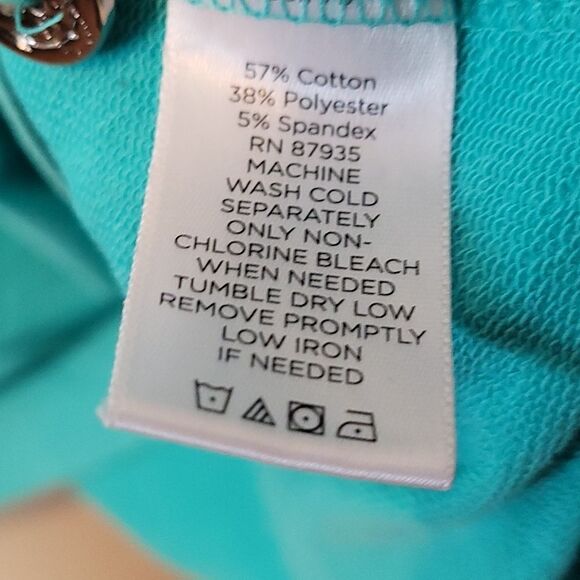 57% Cotton
38% Polyester
5% Spandex
RN 87935
MACHINE
WASH COLD
SEPARATELY
ONLY NON-
CHLORINE BLEACH
WHEN NEEDED
TUMBLE DRY LOW
REMOVE PROMPTLY
LOW IRON
IF NEEDED